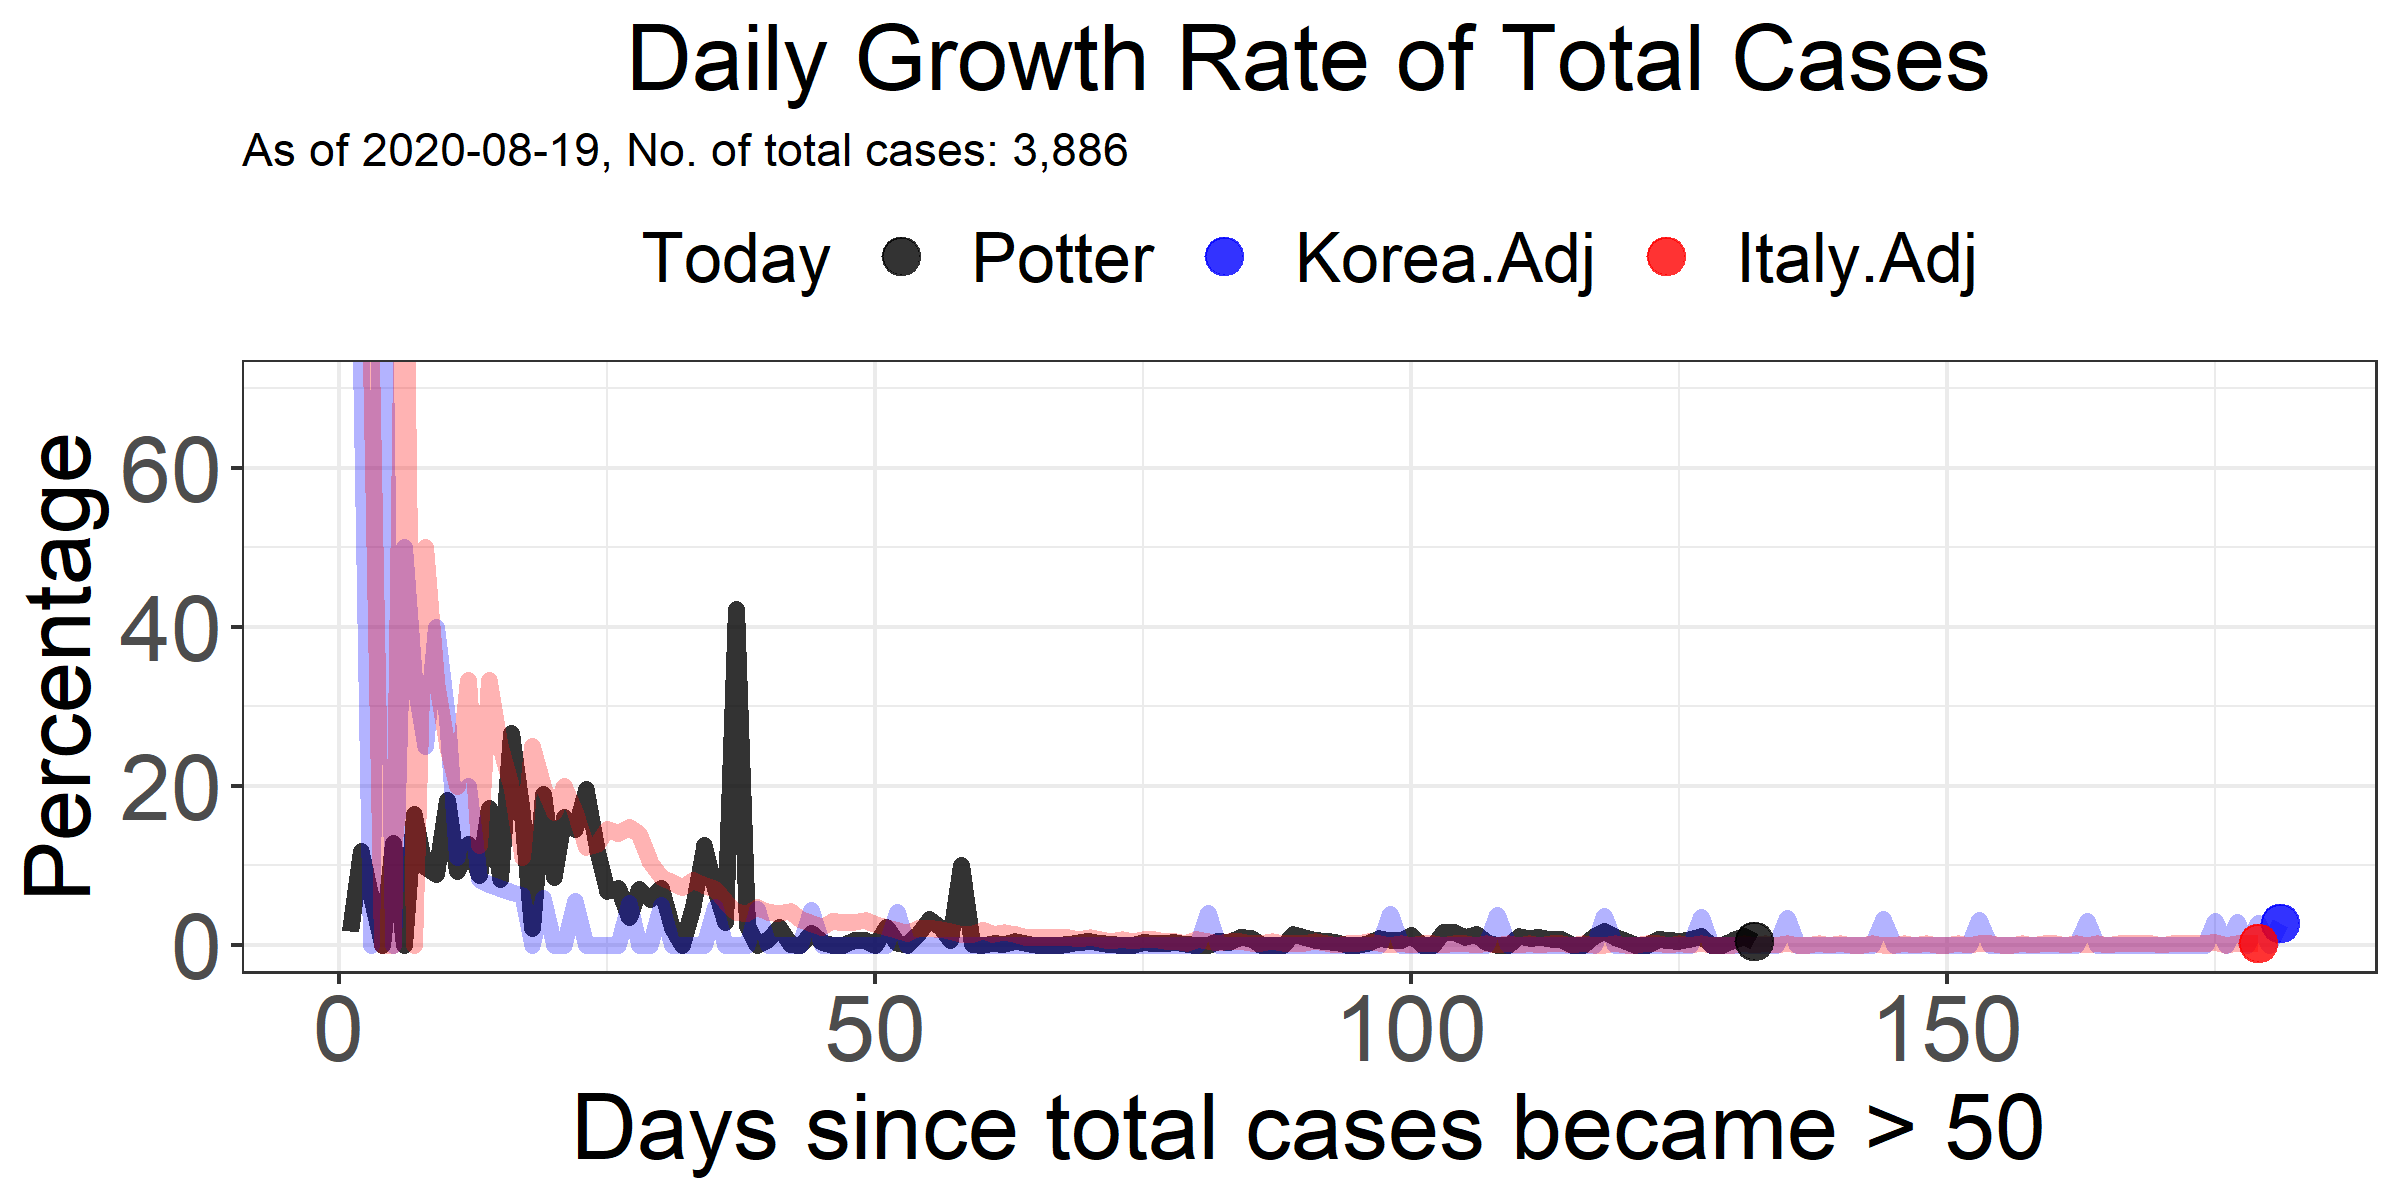 Daily Growth Rate of Total Cases
As of 2020-08-19, No. of total cases: 3,886
Today Potter Korea.Adj Italy.Adj
Percentage
60
40
20
0
0 50 100 150
Days since total cases became > 50